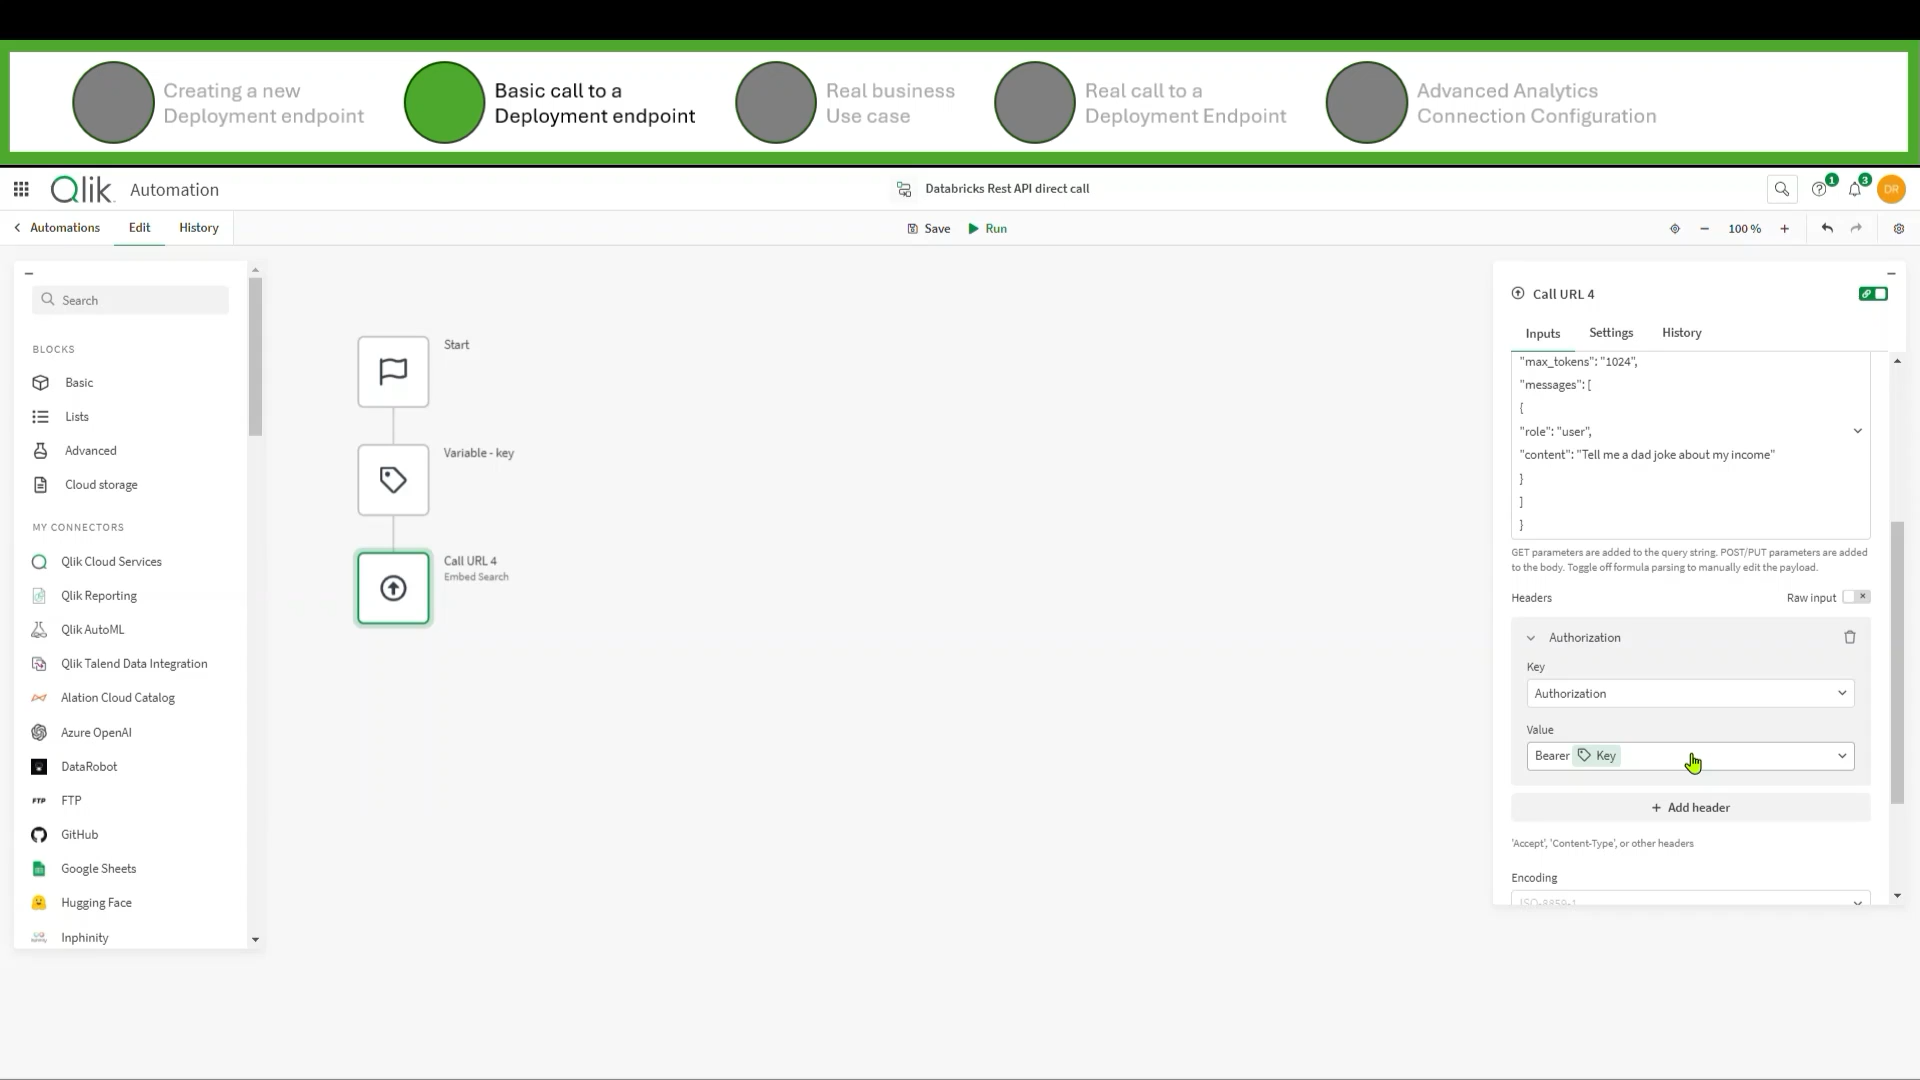 Creating a new
Deployment endpoint
Basic call to a
Deployment endpoint
Real business
Use case
Real call to a
Deployment Endpoint
Advanced Analytics
Connection Configuration
Qlik Automation
Databricks Rest API direct call
1
3
DR
Automations
Edit
History
Save
Run
100 %
Search
BLOCKS
Basic
Lists
Advanced
Cloud storage
MY CONNECTORS
Qlik Cloud Services
Qlik Reporting
Qlik AutoML
Qlik Talend Data Integration
Alation Cloud Catalog
Azure OpenAI
DataRobot
FTP FTP
GitHub
Google Sheets
Hugging Face
Inphinity
Start
Variable - key
Call URL 4
Embed Search
Call URL 4
Inputs
Settings
History
"max_tokens": "1024",
"messages": [
{
"role": "user",
"content": "Tell me a dad joke about my income"
}
]
}
GET parameters are added to the query string. POST/PUT parameters are added
to the body. Toggle off formula parsing to manually edit the payload.
Headers
Raw input
Authorization
Key
Authorization
Value
Bearer Key
+ Add header
'Accept', 'Content-Type', or other headers
Encoding
ISO-8859-1